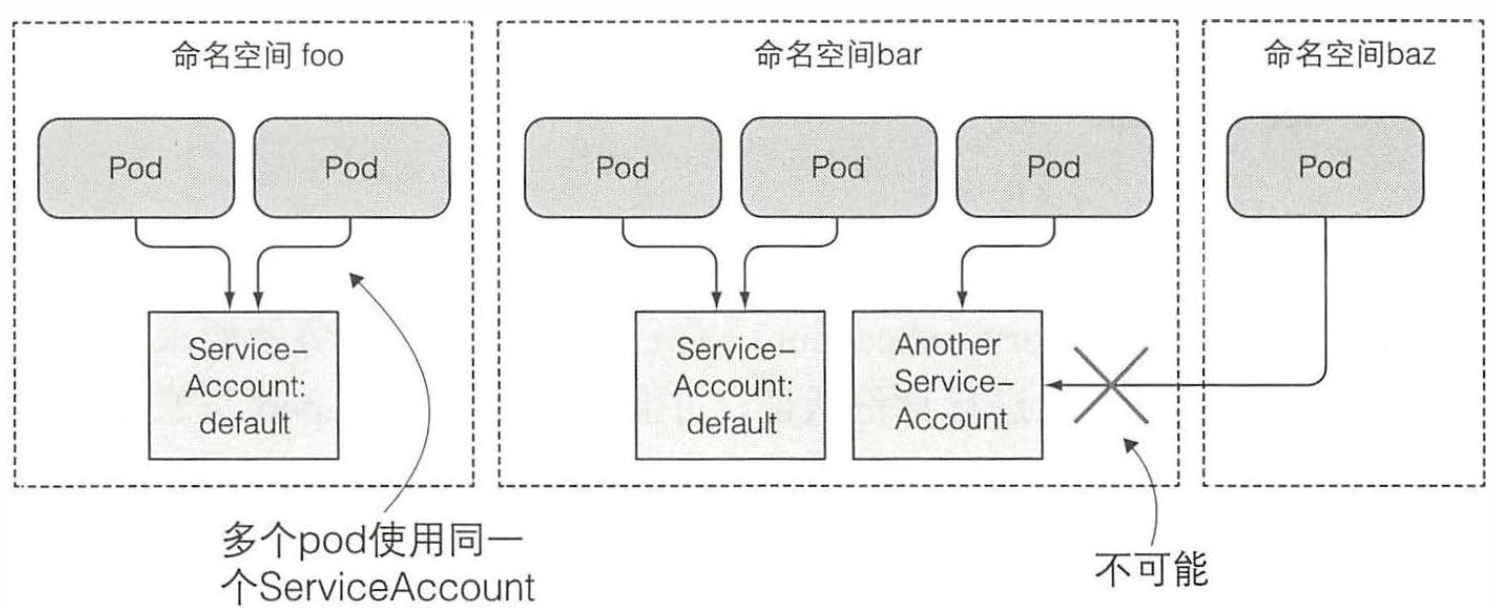 命名空间 foo
命名空间bar
命名空间baz
Pod
Pod
Pod
Pod
Pod
Pod
Service–
Account:
default
Service–
Account:
default
Another
Service–
Account
多个pod使用同一
个ServiceAccount
不可能